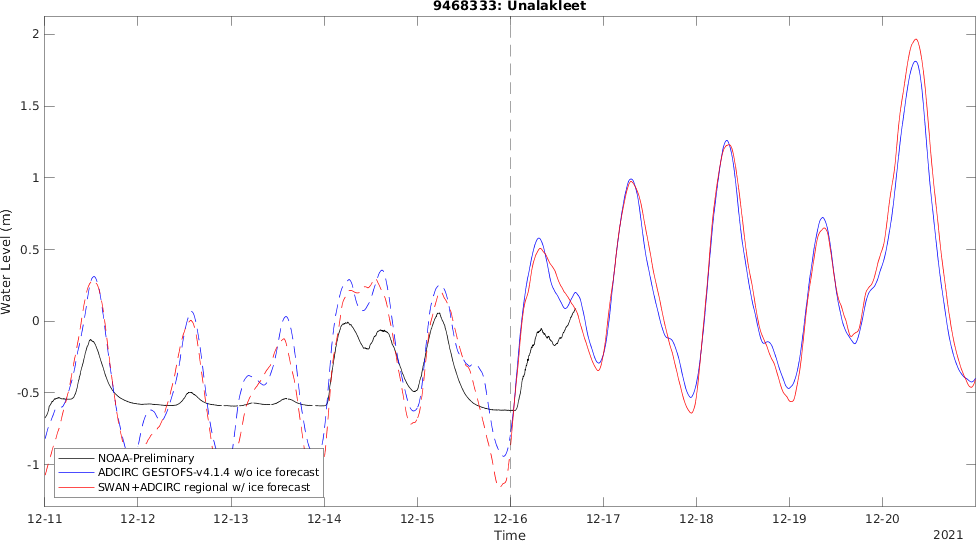 9468333: Unalakleet
Water Level (m)
2
1.5
1
0.5
0
-0.5
-1
NOAA-Preliminary
ADCIRC GESTOFS-v4.1.4 w/o ice forecast
SWAN+ADCIRC regional w/ ice forecast
12-11 12-12 12-13 12-14 12-15 12-16 12-17 12-18 12-19 12-20
Time
2021